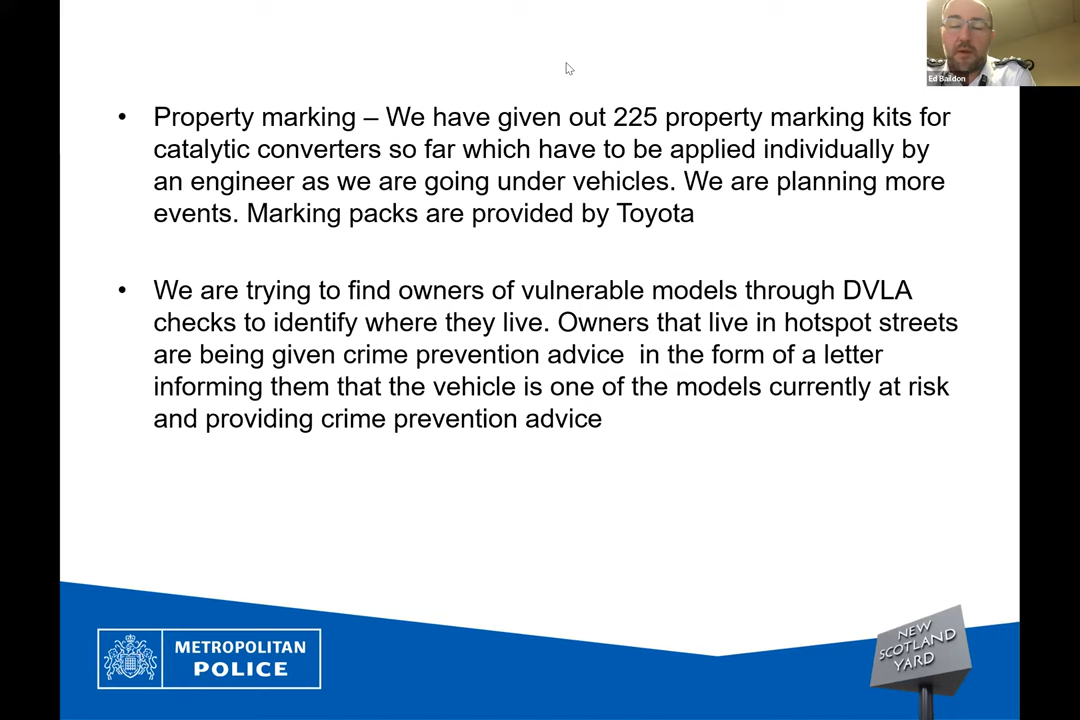 Ed Baildon
• Property marking – We have given out 225 property marking kits for
catalytic converters so far which have to be applied individually by
an engineer as we are going under vehicles. We are planning more
events. Marking packs are provided by Toyota
• We are trying to find owners of vulnerable models through DVLA
checks to identify where they live. Owners that live in hotspot streets
are being given crime prevention advice  in the form of a letter
informing them that the vehicle is one of the models currently at risk
and providing crime prevention advice
METROPOLITAN
POLICE
NEW
SCOTLAND
YARD